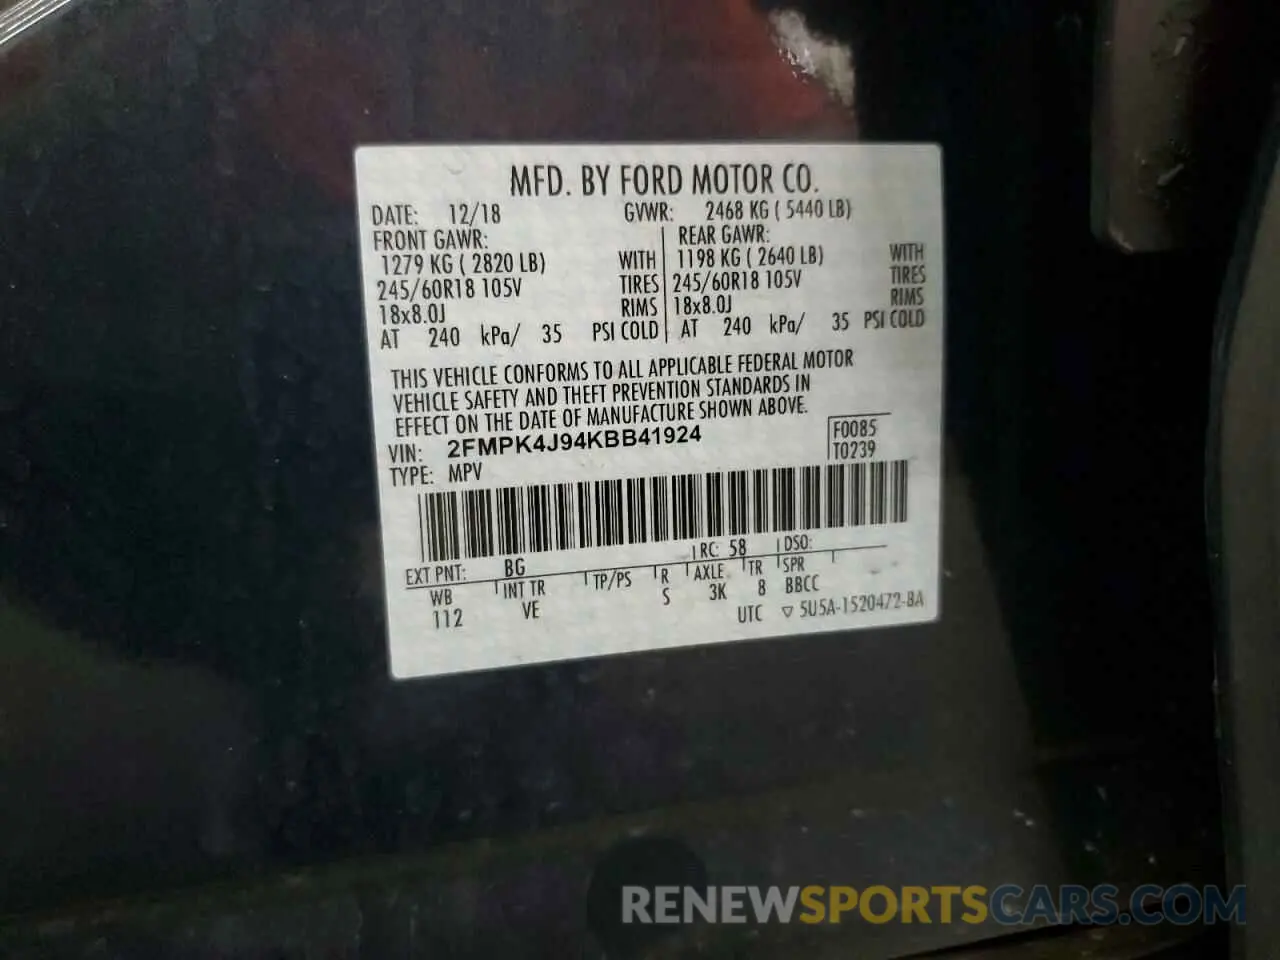 MFD. BY FORD MOTOR CO.
DATE: 12/18 GVWR: 2468 KG ( 5440 LB)
FRONT GAWR: REAR GAWR:
1279 KG ( 2820 LB) WITH 1198 KG ( 2640 LB) WITH
245/60R18 105V TIRES 245/60R18 105V TIRES
18x8.0J RIMS 18x8.0J RIMS
AT 240 kPa/ 35 PSI COLD AT 240 kPa/ 35 PSI COLD
THIS VEHICLE CONFORMS TO ALL APPLICABLE FEDERAL MOTOR
VEHICLE SAFETY AND THEFT PREVENTION STANDARDS IN
EFFECT ON THE DATE OF MANUFACTURE SHOWN ABOVE.
VIN: 2FMPK4J94KBB41924 F0085
TYPE: MPV T0239
EXT PNT: BG RC: 58 DSO:
WB INT TR TP/PS R AXLE TR SPR
112 VE S 3K 8 BBCC
UTC ▽ 5U5A-1520472-BA
RENEWSPORTSCARS.COM